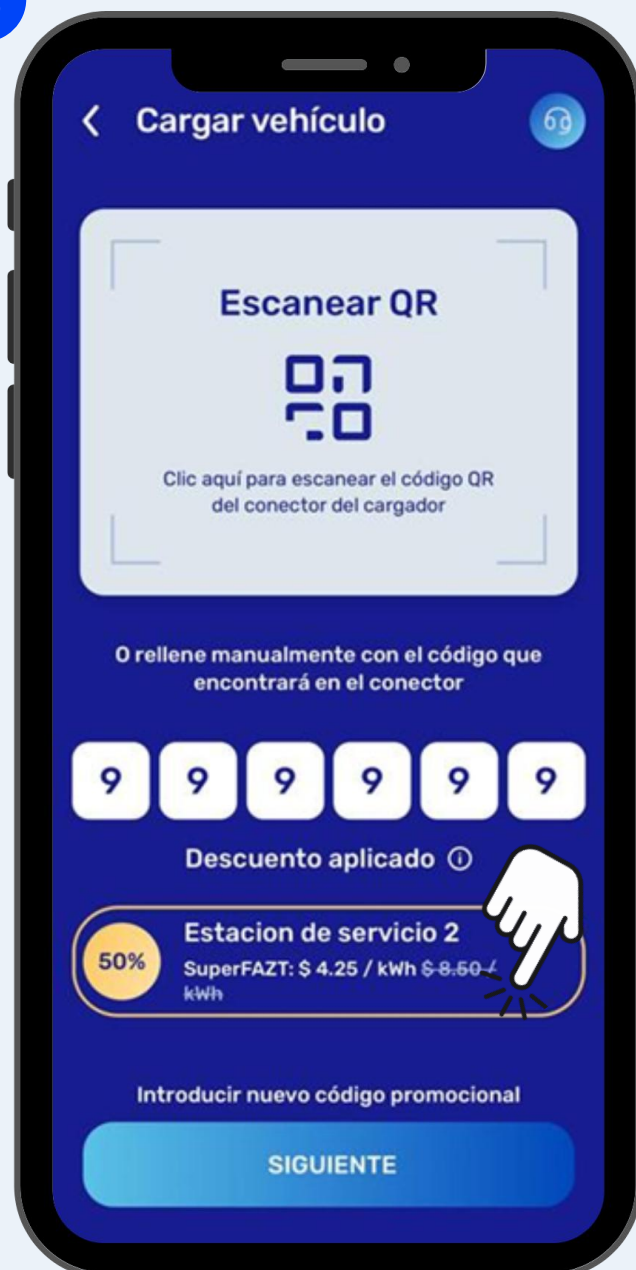 Cargar vehículo
Escanear QR
Clic aquí para escanear el código QR
del conector del cargador
O rellene manualmente con el código que
encontrará en el conector
9 9 9 9 9 9
Descuento aplicado
50%
Estacion de servicio 2
SuperFAZT: $ 4.25 / kWh $ 8.50 /
kWh
Introducir nuevo código promocional
SIGUIENTE